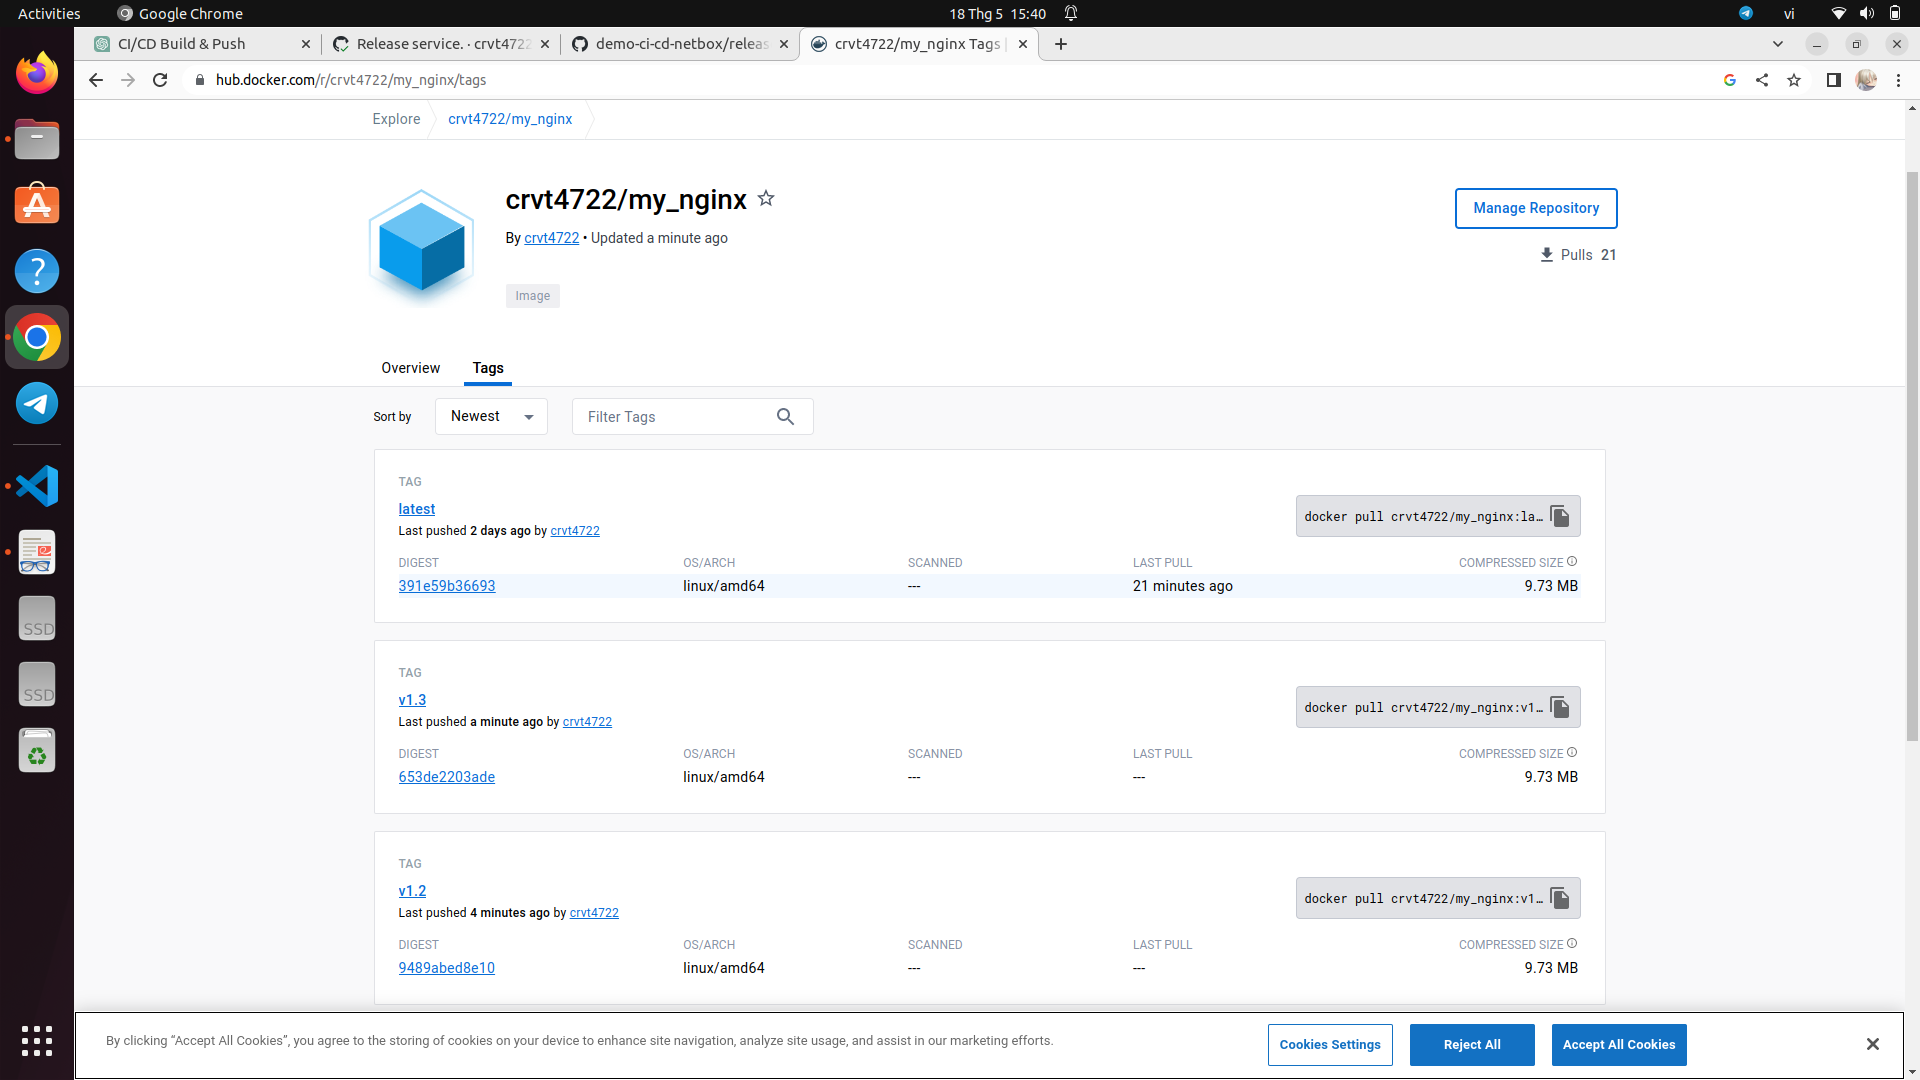 Activities
Google Chrome
18 Thg 5 15:40
vi
CI/CD Build & Push
Release service. · crvt4722
demo-ci-cd-netbox/releas
crvt4722/my_nginx Tags |
hub.docker.com/r/crvt4722/my_nginx/tags
Explore
crvt4722/my_nginx
crvt4722/my_nginx
Manage Repository
By crvt4722 • Updated a minute ago
Pulls 21
Image
Overview
Tags
Sort by
Newest
Filter Tags
TAG
latest
docker pull crvt4722/my_nginx:la…
Last pushed 2 days ago by crvt4722
DIGEST OS/ARCH SCANNED LAST PULL COMPRESSED SIZE
391e59b36693 linux/amd64 --- 21 minutes ago 9.73 MB
TAG
v1.3
docker pull crvt4722/my_nginx:v1…
Last pushed a minute ago by crvt4722
DIGEST OS/ARCH SCANNED LAST PULL COMPRESSED SIZE
653de2203ade linux/amd64 --- --- 9.73 MB
TAG
v1.2
docker pull crvt4722/my_nginx:v1…
Last pushed 4 minutes ago by crvt4722
DIGEST OS/ARCH SCANNED LAST PULL COMPRESSED SIZE
9489abed8e10 linux/amd64 --- --- 9.73 MB
SSD
SSD
By clicking “Accept All Cookies”, you agree to the storing of cookies on your device to enhance site navigation, analyze site usage, and assist in our marketing efforts.
Cookies Settings
Reject All
Accept All Cookies